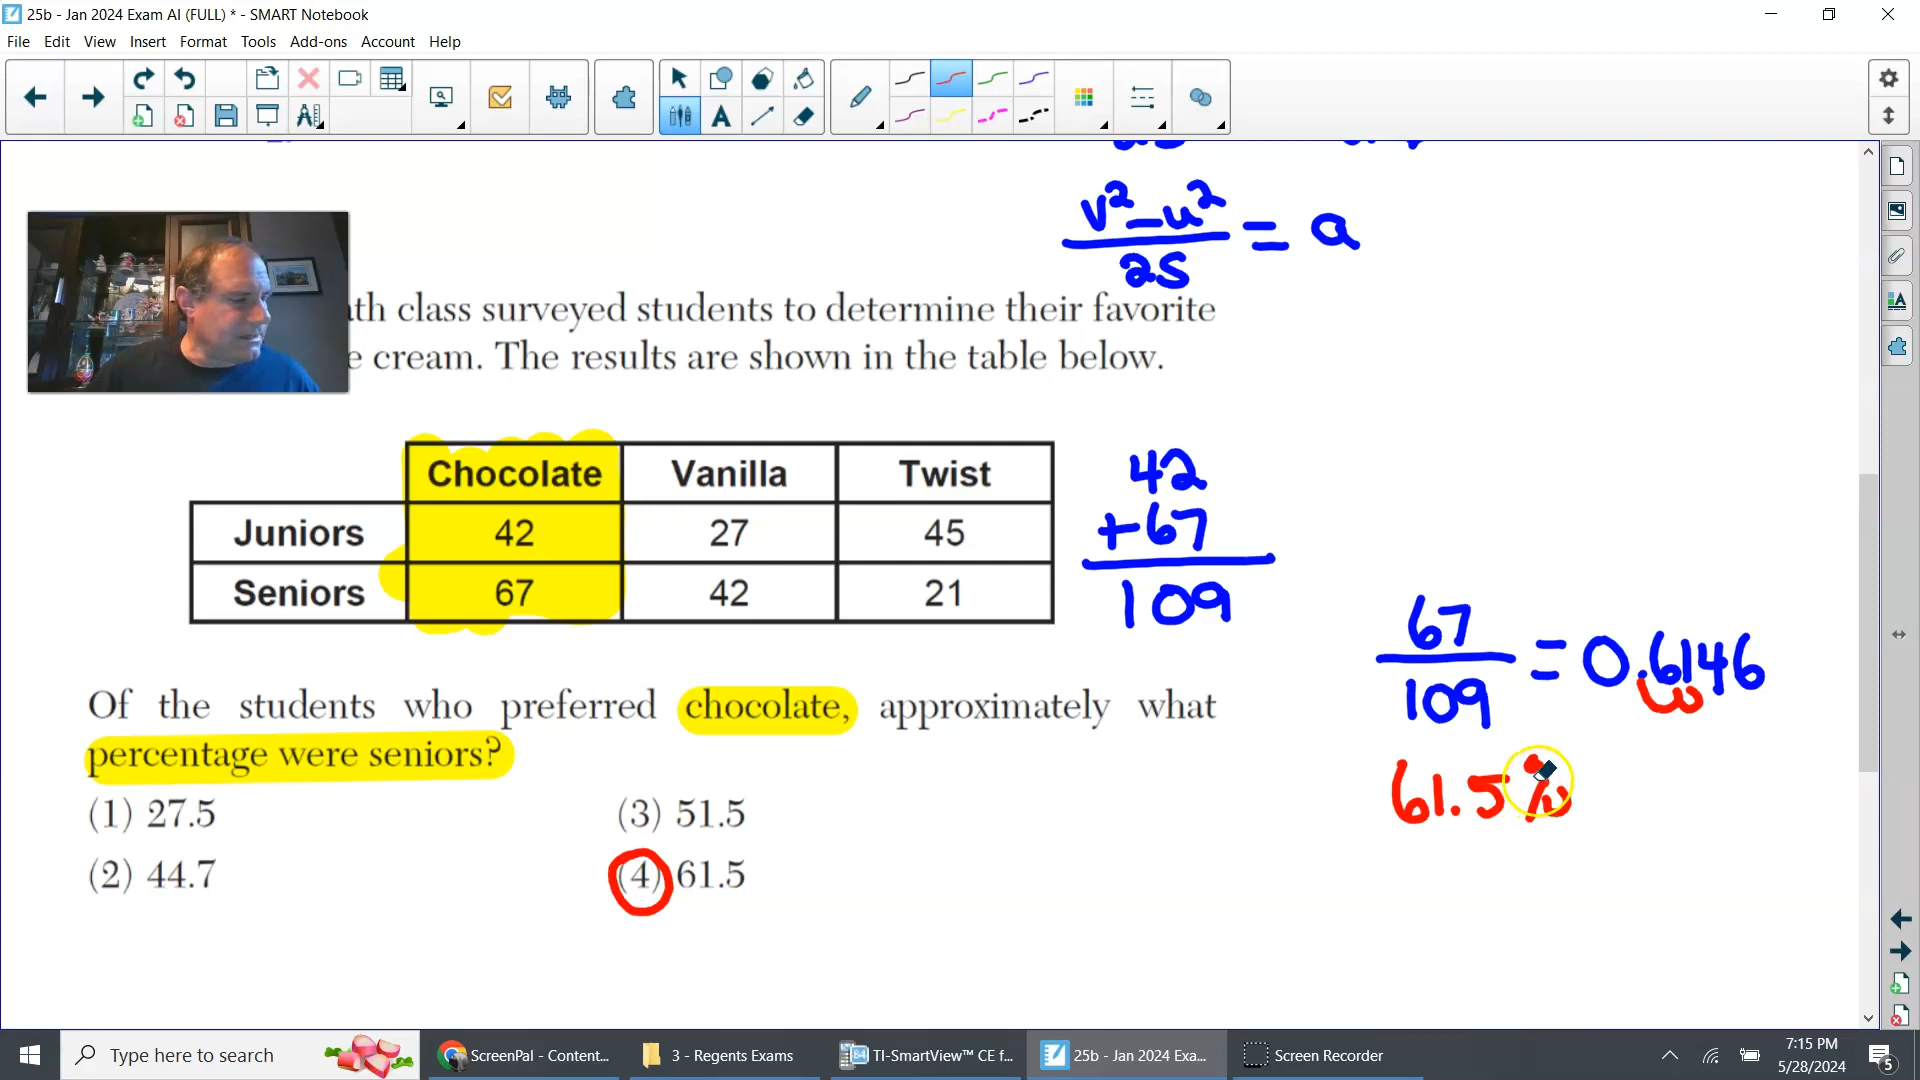 25b - Jan 2024 Exam AI (FULL) * - SMART Notebook
File Edit View Insert Format Tools Add-ons Account Help
v²-u²
2s
= a
ath class surveyed students to determine their favorite
e cream. The results are shown in the table below.
Chocolate Vanilla Twist
Juniors 42 27 45
Seniors 67 42 21
42
+67
109
67
109
= 0.6146
61.5%
Of the students who preferred chocolate, approximately what
percentage were seniors?
(1) 27.5 (3) 51.5
(2) 44.7 (4) 61.5
Type here to search
ScreenPal - Content...
3 - Regents Exams
84
TI-SmartView™ CE f...
25b - Jan 2024 Exa...
Screen Recorder
7:15 PM
5/28/2024
5